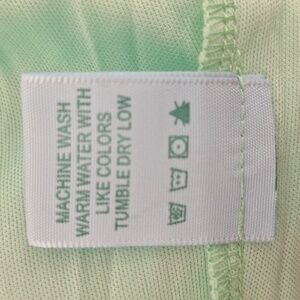 MACHINE WASH
WARM WATER WITH
LIKE COLORS
TUMBLE DRY LOW